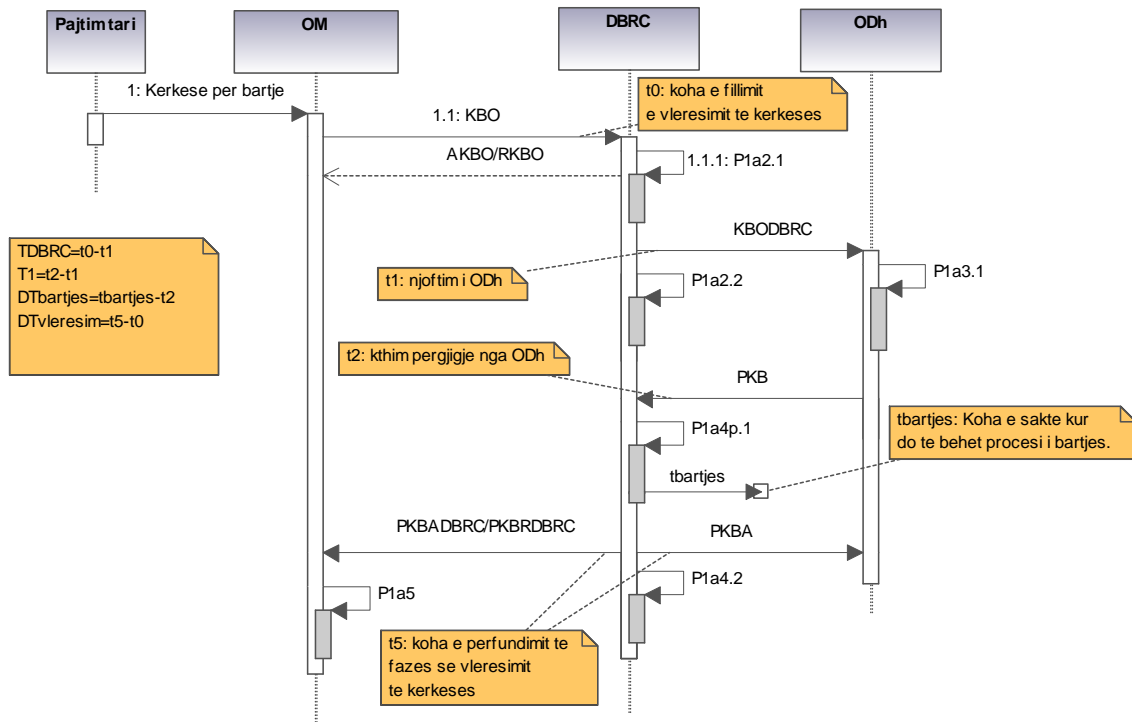 Pajtimtari
OM
DBRC
ODh
1: Kerkese per bartje
t0: koha e fillimit
e vleresimit te kerkeses
1.1: KBO
AKBO/RKBO
1.1.1: P1a2.1
KBODBRC
TDBRC=t0-t1
T1=t2-t1
DTbartjes=tbartjes-t2
DTvleresim=t5-t0
t1: njoftim i ODh
P1a2.2
P1a3.1
t2: kthim pergjigje nga ODh
PKB
P1a4p.1
tbartjes: Koha e sakte kur
do te behet procesi i bartjes.
tbartjes
PKBADBRC/PKBRDBRC
PKBA
P1a4.2
P1a5
t5: koha e perfundimit te
fazes se vleresimit
te kerkeses